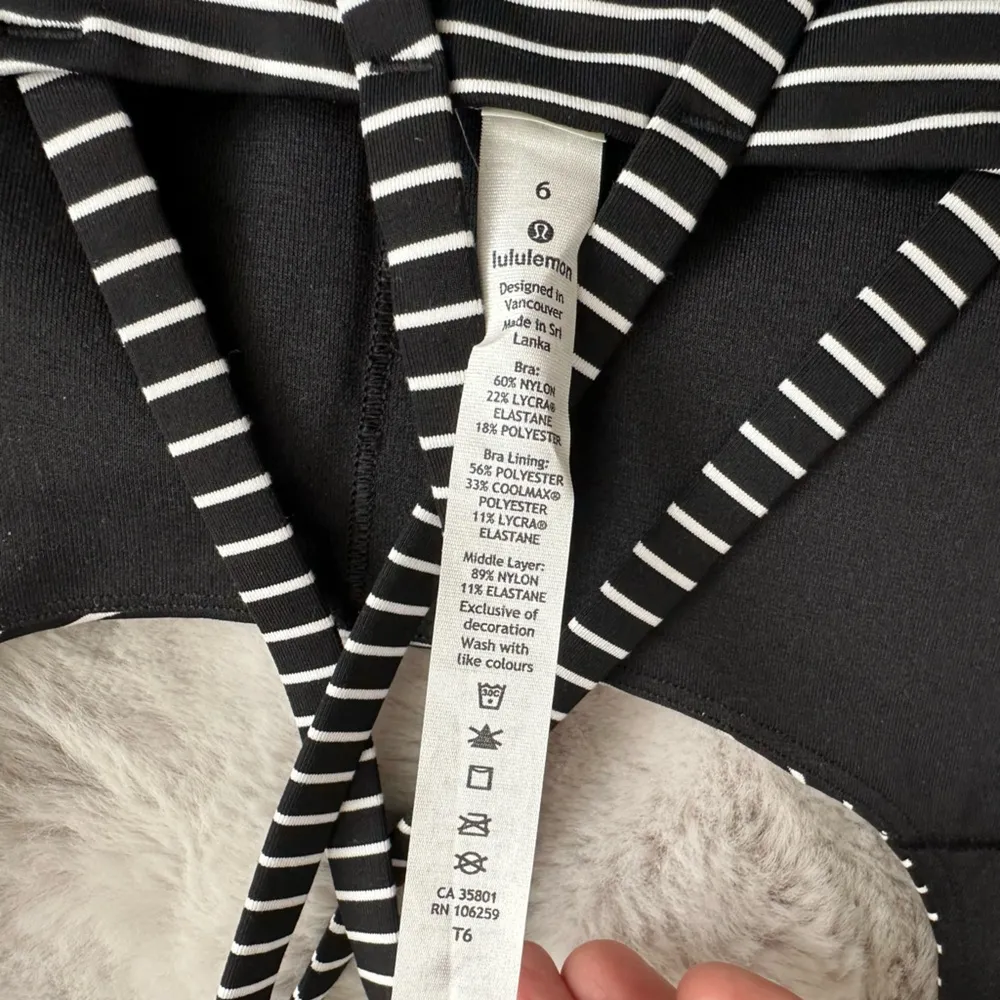 6
lululemon
Designed in
Vancouver
Made in Sri
Lanka
Bra:
60% NYLON
22% LYCRA®
ELASTANE
18% POLYESTER
Bra Lining:
56% POLYESTER
33% COOLMAX®
POLYESTER
11% LYCRA®
ELASTANE
Middle Layer:
89% NYLON
11% ELASTANE
Exclusive of
decoration
Wash with
like colours
30C
CA 35801
RN 106259
T6